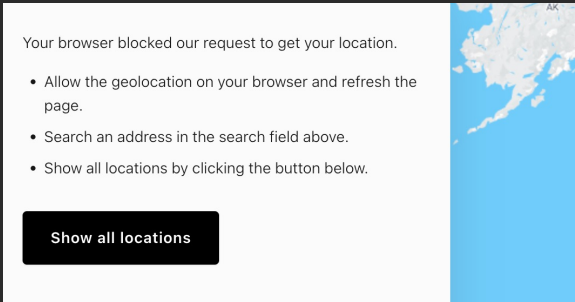 AK
Your browser blocked our request to get your location.
• Allow the geolocation on your browser and refresh the
page.
• Search an address in the search field above.
• Show all locations by clicking the button below.
Show all locations